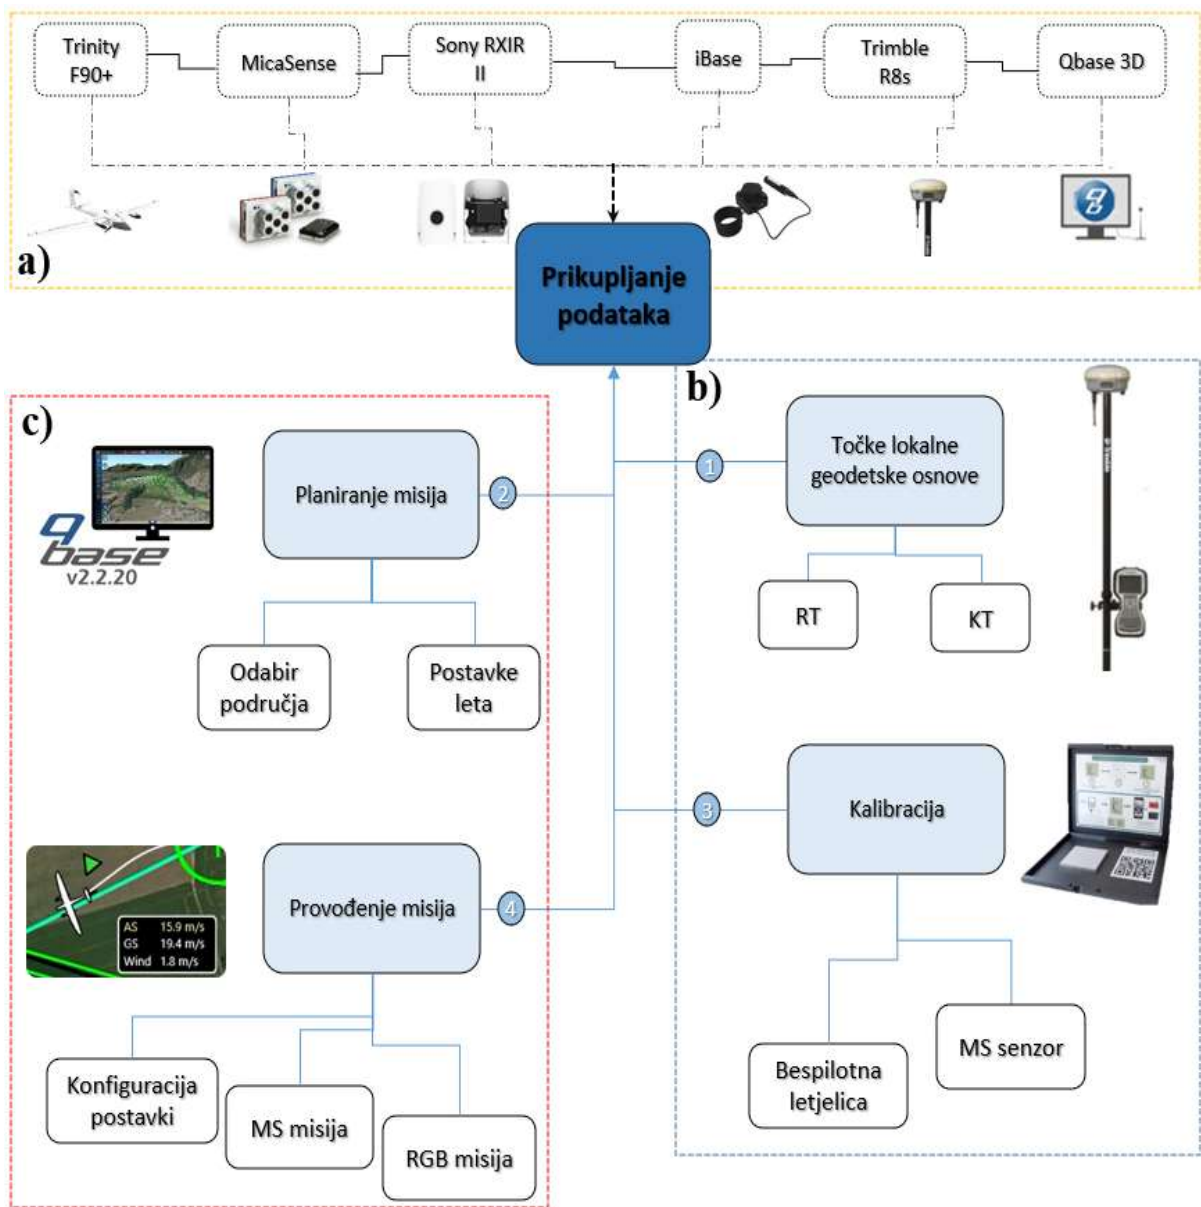 Trinity
F90+
MicaSense
Sony RXIR
II
iBase
Trimble
R8s
Qbase 3D
a)
Prikupljanje
podataka
b)
c)
Točke lokalne
geodetske osnove
1
RT
KT
Planiranje misija
2
qbase
v2.2.20
Odabir
područja
Postavke
leta
Kalibracija
3
Bespilotna
letjelica
MS senzor
Provođenje misija
4
AS 15.9 m/s
GS 19.4 m/s
Wind 1.8 m/s
Konfiguracija
postavki
MS misija
RGB misija